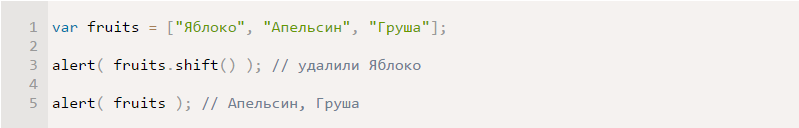 1 var fruits = ["Яблоко", "Апельсин", "Груша"];
2
3 alert( fruits.shift() ); // удалили Яблоко
4
5 alert( fruits ); // Апельсин, Груша